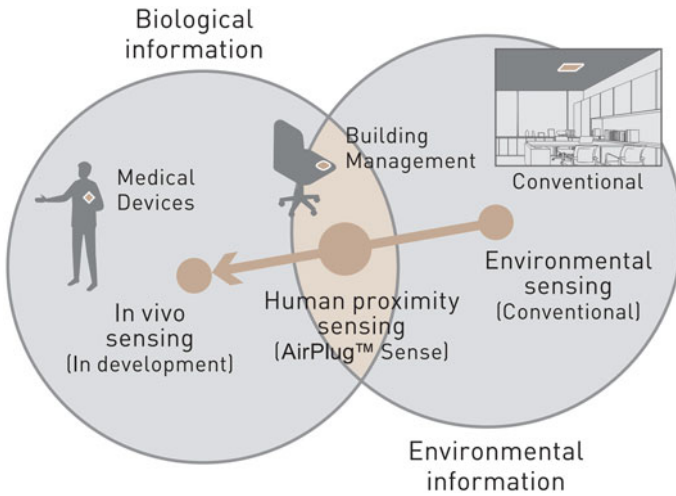 Biological
information
Building
Management
Medical
Devices
Conventional
In vivo
sensing
(In development)
Human proximity
sensing
(AirPlug™ Sense)
Environmental
sensing
(Conventional)
Environmental
information